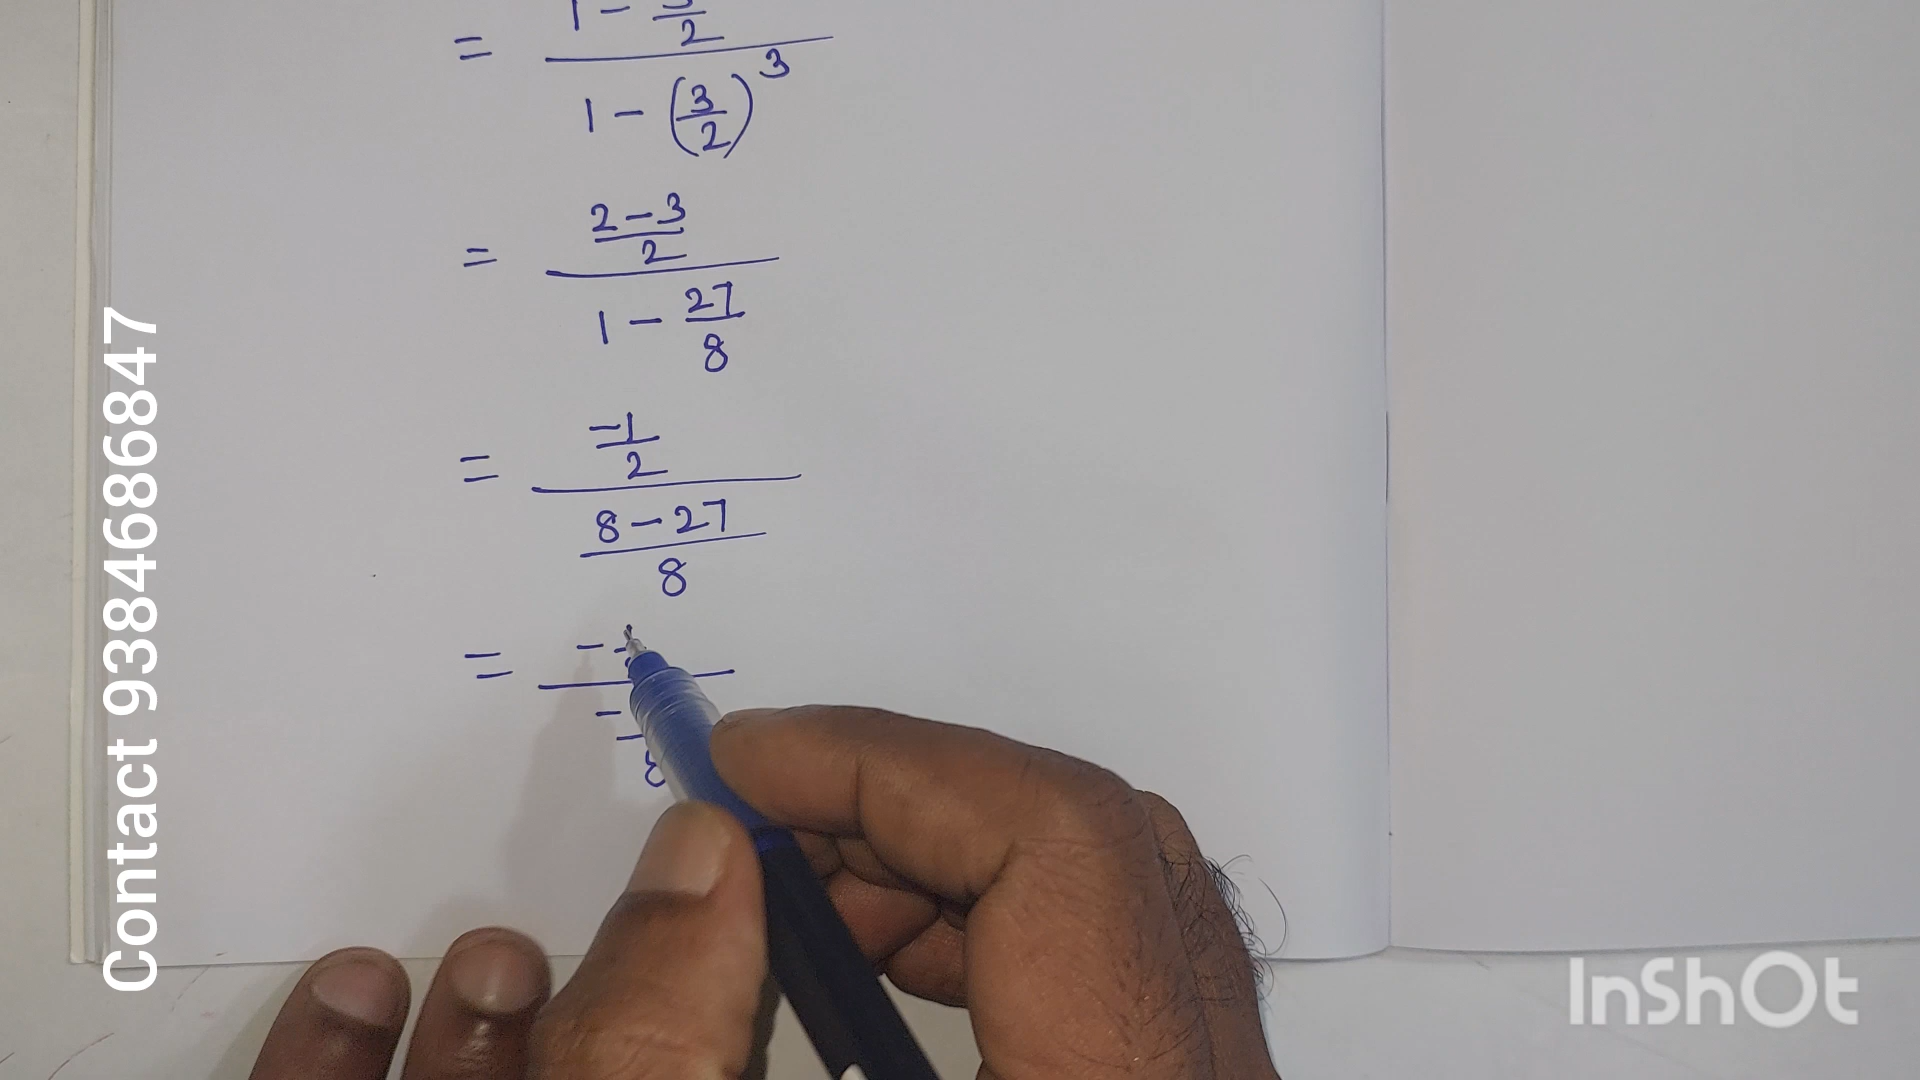 = 1 - 3/2
1 - (3/2)^3
= 2 - 3
2
1 - 27/8
= -1/2
8 - 27
8
= -
-
Contact 9384686847
InShOt